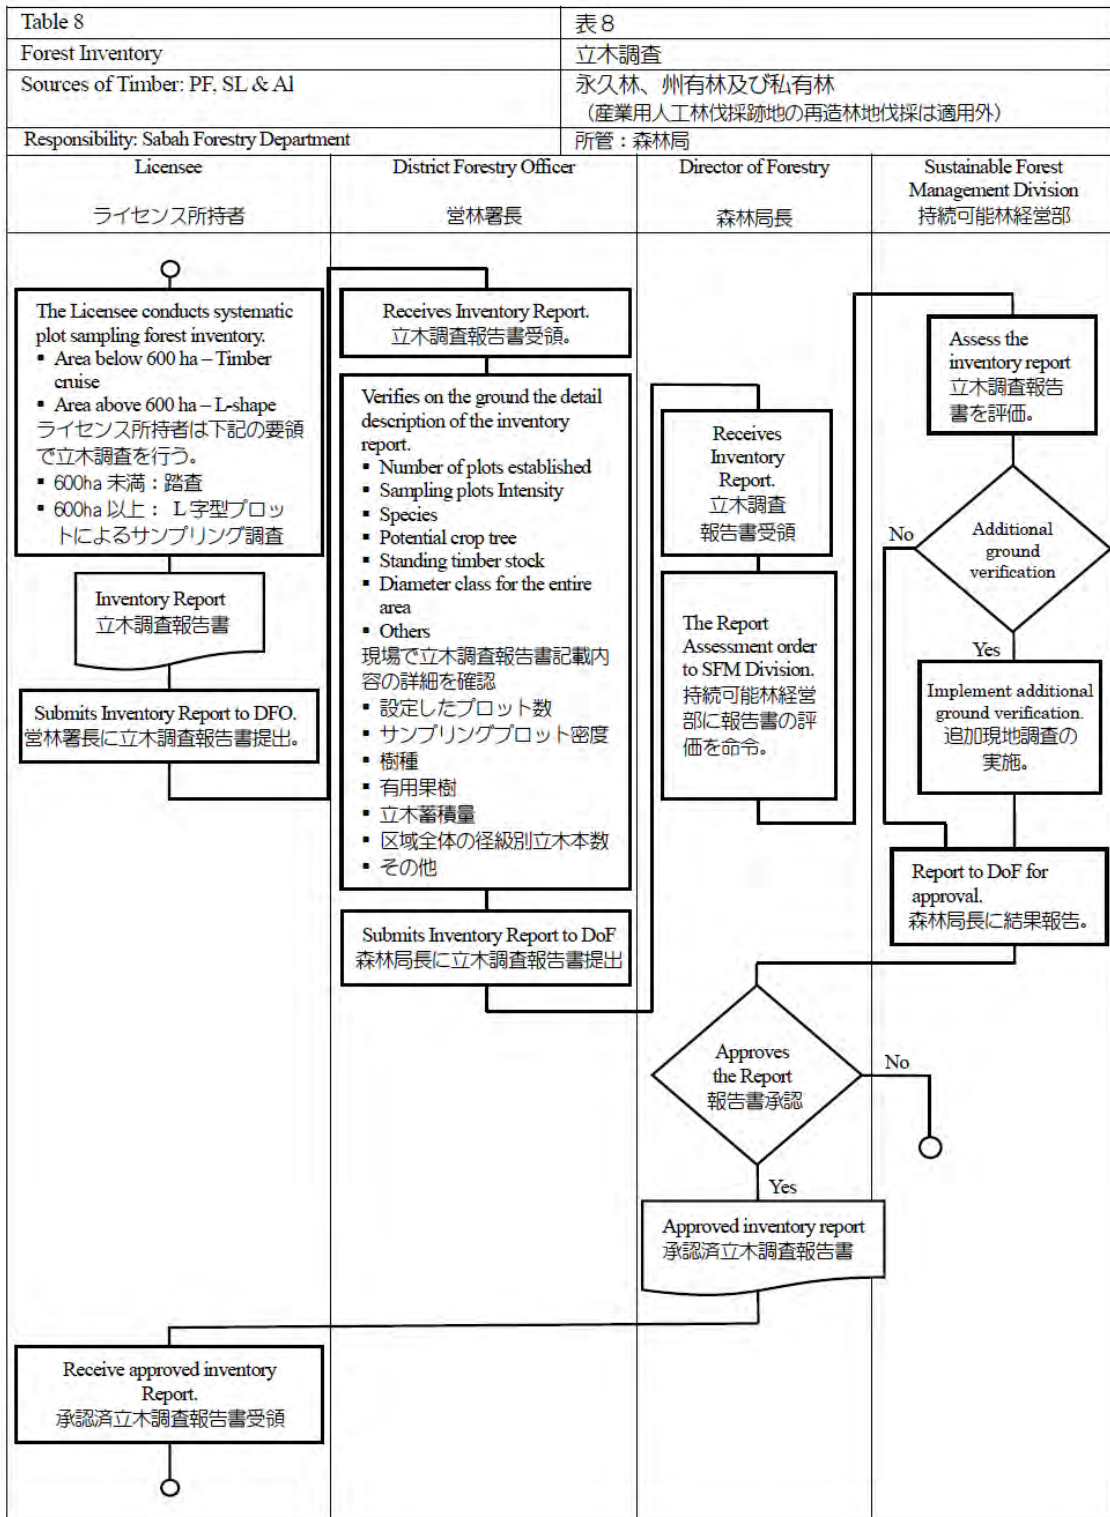 Table 8
表８
Forest Inventory
立木調査
Sources of Timber: PF, SL & Al
永久林、州有林及び私有林
（産業用人工林伐採跡地の再造林地伐採は適用外）
Responsibility: Sabah Forestry Department
所管：森林局
Licensee
ライセンス所持者
District Forestry Officer
営林署長
Director of Forestry
森林局長
Sustainable Forest
Management Division
持続可能林経営部
The Licensee conducts systematic
plot sampling forest inventory.
▪ Area below 600 ha – Timber
cruise
▪ Area above 600 ha – L-shape
ライセンス所持者は下記の要領
で立木調査を行う。
▪ 600ha 未満：踏査
▪ 600ha 以上： Ｌ字型プロッ
トによるサンプリング調査
Inventory Report
立木調査報告書
Submits Inventory Report to DFO.
営林署長に立木調査報告書提出。
Receives Inventory Report.
立木調査報告書受領。
Verifies on the ground the detail
description of the inventory
report.
▪ Number of plots established
▪ Sampling plots Intensity
▪ Species
▪ Potential crop tree
▪ Standing timber stock
▪ Diameter class for the entire
area
▪ Others
現場で立木調査報告書記載内
容の詳細を確認
▪ 設定したプロット数
▪ サンプリングプロット密度
▪ 樹種
▪ 有用果樹
▪ 立木蓄積量
▪ 区域全体の径級別立木本数
▪ その他
Submits Inventory Report to DoF
森林局長に立木調査報告書提出
Receives
Inventory
Report.
立木調査
報告書受領
The Report
Assessment order
to SFM Division.
持続可能林経営
部に報告書の評
価を命令。
Assess the
inventory report
立木調査報告
書を評価。
Additional
ground
verification
No
Yes
Implement additional
ground verification.
追加現地調査の
実施。
Report to DoF for
approval.
森林局長に結果報告。
Approves
the Report
報告書承認
No
Yes
Approved inventory report
承認済立木調査報告書
Receive approved inventory
Report.
承認済立木調査報告書受領